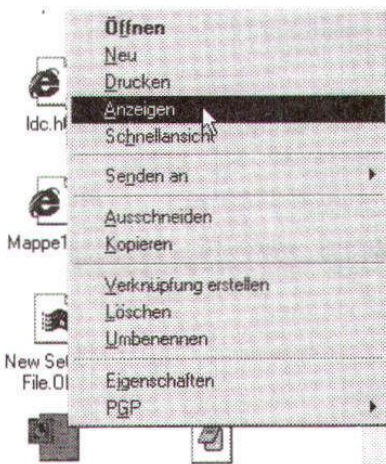 Öffnen
Neu
Drucken
Anzeigen
Schnellansicht
Senden an
Ausschneiden
Kopieren
Verknüpfung erstellen
Löschen
Umbenennen
Eigenschaften
PGP
Idc.h
Mappe1
New Se
File.O